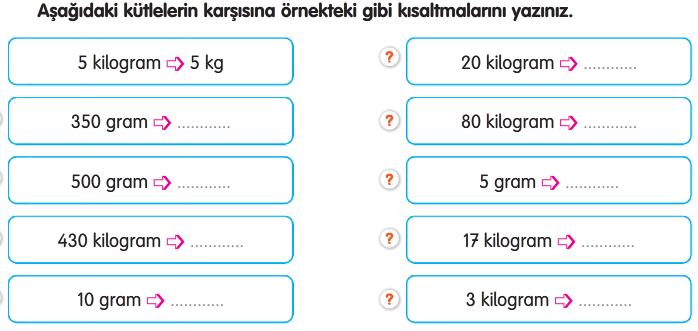 Aşağıdaki kütlelerin karşısına örnekteki gibi kısaltmalarını yazınız.
5 kilogram ⇨ 5 kg
? 20 kilogram ⇨ ............
350 gram ⇨ ............
? 80 kilogram ⇨ ............
500 gram ⇨ ............
? 5 gram ⇨ ............
430 kilogram ⇨ ............
? 17 kilogram ⇨ ............
10 gram ⇨ ............
? 3 kilogram ⇨ ............